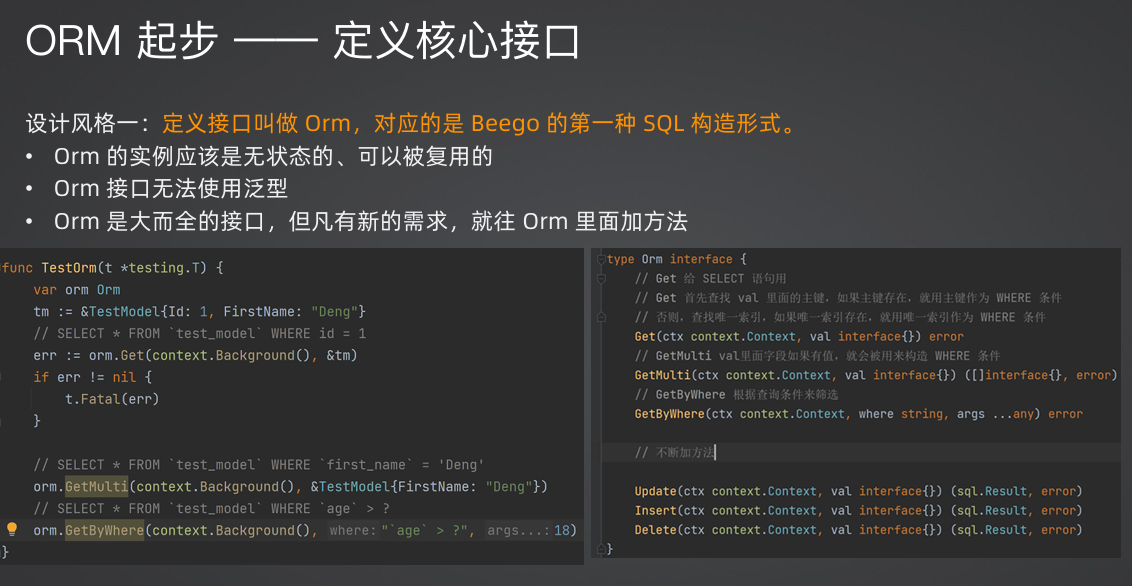 ORM 起步 —— 定义核心接口
设计风格一：定义接口叫做 Orm，对应的是 Beego 的第一种 SQL 构造形式。
• Orm 的实例应该是无状态的、可以被复用的
• Orm 接口无法使用泛型
• Orm 是大而全的接口，但凡有新的需求，就往 Orm 里面加方法
func TestOrm(t *testing.T) {
var orm Orm
tm := &TestModel{Id: 1, FirstName: "Deng"}
// SELECT * FROM `test_model` WHERE id = 1
err := orm.Get(context.Background(), &tm)
if err != nil {
t.Fatal(err)
}
// SELECT * FROM `test_model` WHERE `first_name` = 'Deng'
orm.GetMulti(context.Background(), &TestModel{FirstName: "Deng"})
// SELECT * FROM `test_model` WHERE `age` > ?
orm.GetByWhere(context.Background(), where: "`age` > ?", args...: 18)
}
type Orm interface {
// Get 给 SELECT 语句用
// Get 首先查找 val 里面的主键，如果主键存在，就用主键作为 WHERE 条件
// 否则，查找唯一索引，如果唯一索引存在，就用唯一索引作为 WHERE 条件
Get(ctx context.Context, val interface{}) error
// GetMulti val里面字段如果有值，就会被用来构造 WHERE 条件
GetMulti(ctx context.Context, val interface{}) ([]interface{}, error)
// GetByWhere 根据查询条件来筛选
GetByWhere(ctx context.Context, where string, args ...any) error
// 不断加方法
Update(ctx context.Context, val interface{}) (sql.Result, error)
Insert(ctx context.Context, val interface{}) (sql.Result, error)
Delete(ctx context.Context, val interface{}) (sql.Result, error)
}